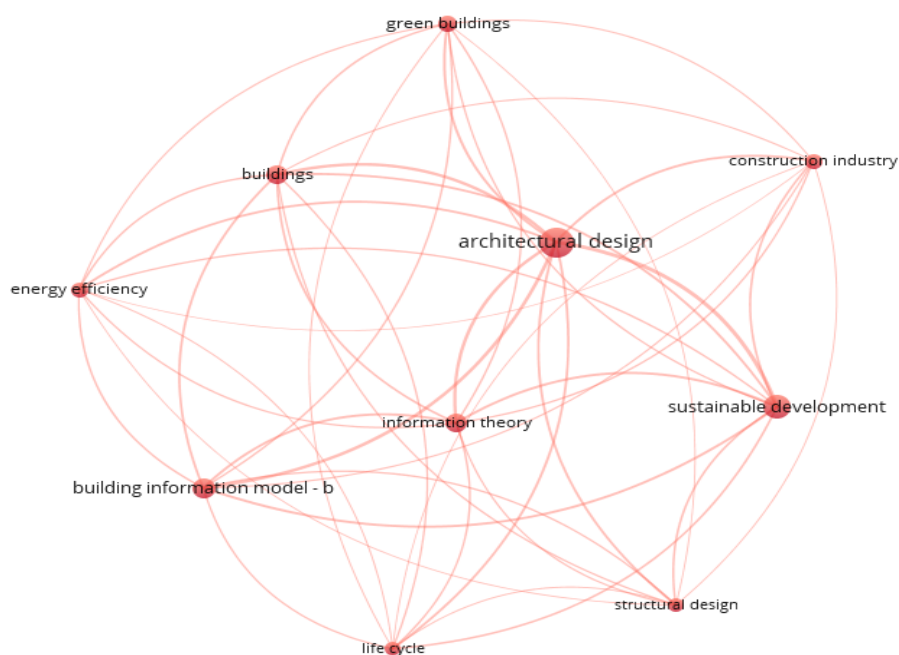 green buildings
construction industry
buildings
architectural design
energy efficiency
sustainable development
information theory
building information model - b
structural design
life cycle